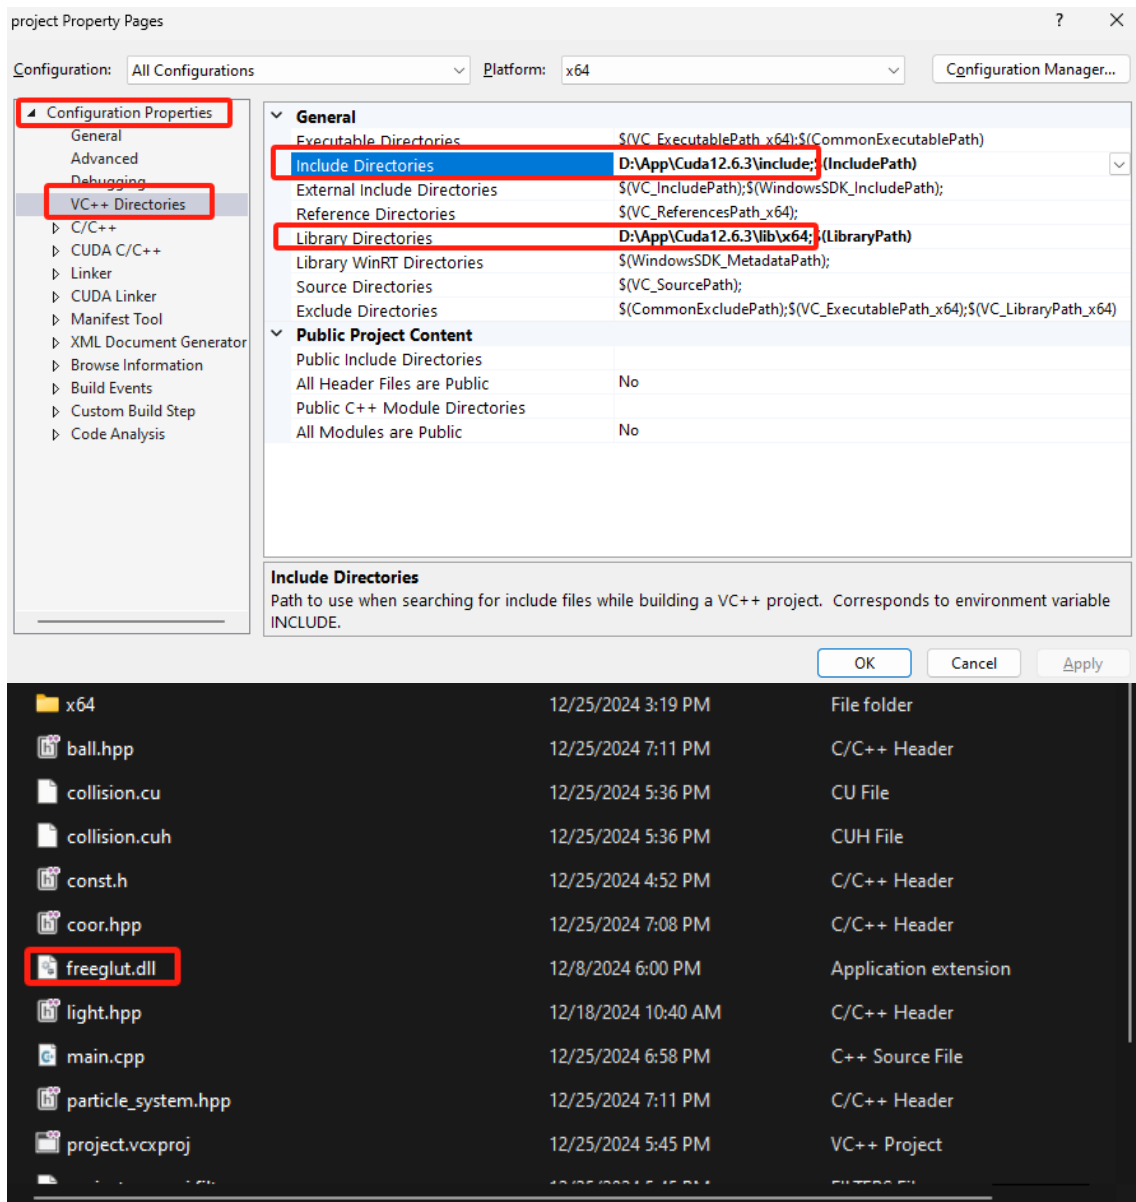 project Property Pages ? ×
Configuration: All Configurations Platform: x64 Configuration Manager...
Configuration Properties
General
Advanced
Debugging
VC++ Directories
C/C++
CUDA C/C++
Linker
CUDA Linker
Manifest Tool
XML Document Generator
Browse Information
Build Events
Custom Build Step
Code Analysis
General
Executable Directories $(VC_ExecutablePath_x64);$(CommonExecutablePath)
Include Directories D:\App\Cuda12.6.3\include;$(IncludePath)
External Include Directories $(VC_IncludePath);$(WindowsSDK_IncludePath);
Reference Directories $(VC_ReferencesPath_x64);
Library Directories D:\App\Cuda12.6.3\lib\x64;$(LibraryPath)
Library WinRT Directories $(WindowsSDK_MetadataPath);
Source Directories $(VC_SourcePath);
Exclude Directories $(CommonExcludePath);$(VC_ExecutablePath_x64);$(VC_LibraryPath_x64)
Public Project Content
Public Include Directories
All Header Files are Public No
Public C++ Module Directories
All Modules are Public No
Include Directories
Path to use when searching for include files while building a VC++ project. Corresponds to environment variable
INCLUDE.
OK Cancel Apply
x64 12/25/2024 3:19 PM File folder
ball.hpp 12/25/2024 7:11 PM C/C++ Header
collision.cu 12/25/2024 5:36 PM CU File
collision.cuh 12/25/2024 5:36 PM CUH File
const.h 12/25/2024 4:52 PM C/C++ Header
coor.hpp 12/25/2024 7:08 PM C/C++ Header
freeglut.dll 12/8/2024 6:00 PM Application extension
light.hpp 12/18/2024 10:40 AM C/C++ Header
main.cpp 12/25/2024 6:58 PM C++ Source File
particle_system.hpp 12/25/2024 7:11 PM C/C++ Header
project.vcxproj 12/25/2024 5:45 PM VC++ Project